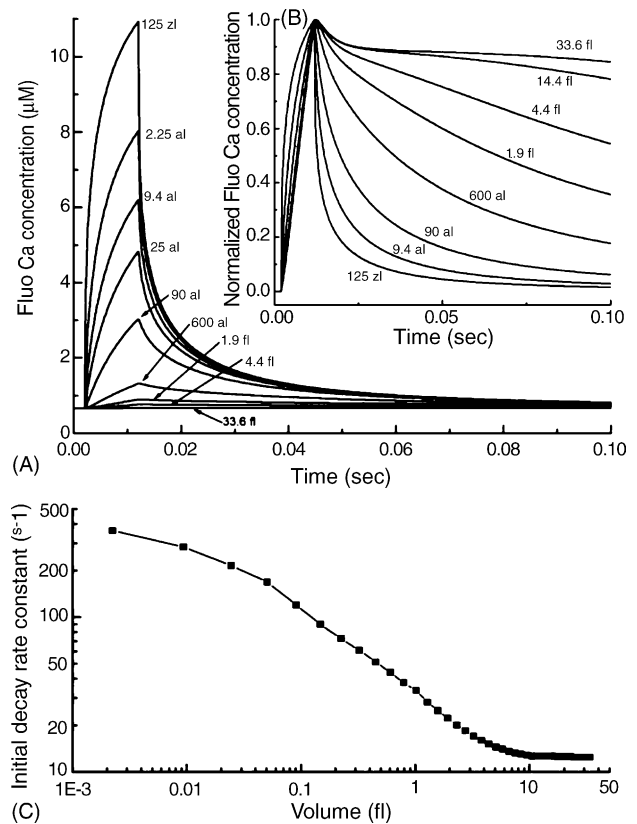 125 zl
2.25 al
9.4 al
25 al
90 al
600 al
1.9 fl
4.4 fl
33.6 fl
10
8
6
4
2
0
Fluo Ca concentration (µM)
0.00
0.02
0.04
0.06
0.08
0.10
Time (sec)
(A)
(B)
33.6 fl
14.4 fl
4.4 fl
1.9 fl
600 al
90 al
9.4 al
125 zl
1.0
0.8
0.6
0.4
0.2
0.0
Normalized Fluo Ca concentration
0.00
0.05
0.10
Time (sec)
500
200
100
50
20
10
Initial decay rate constant (s-1)
1E-3
0.01
0.1
1
10
50
Volume (fl)
(C)